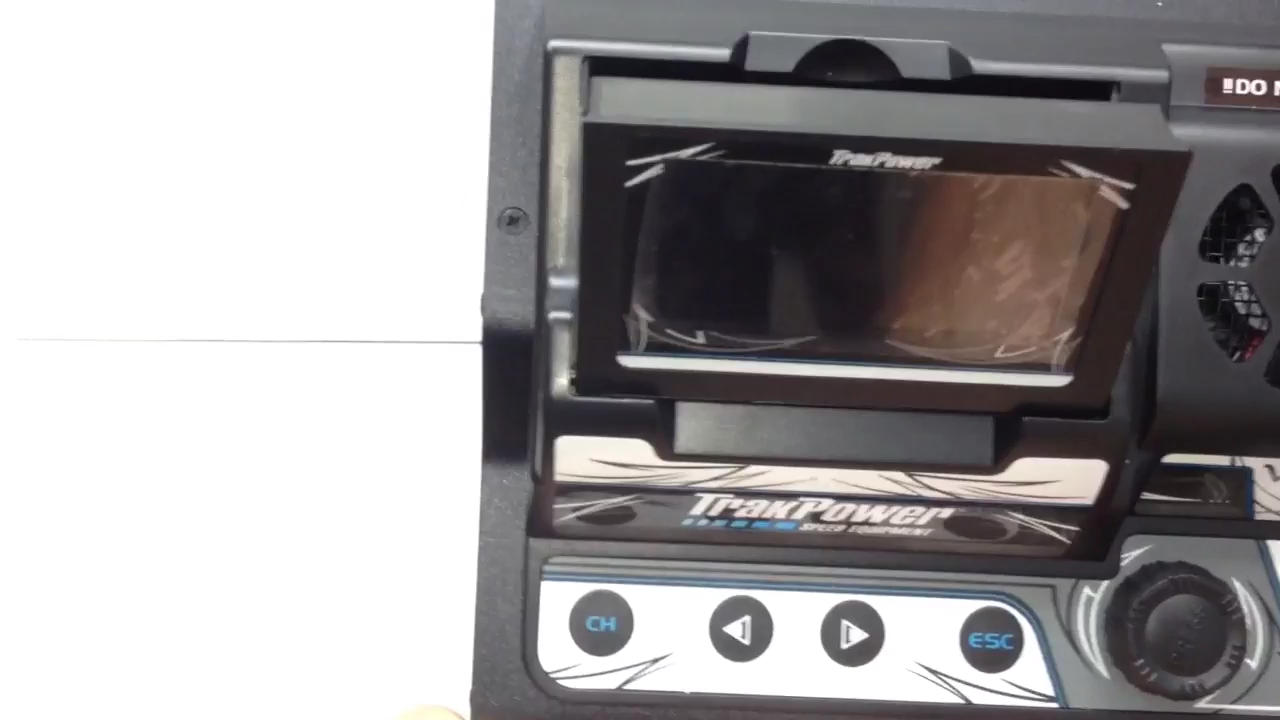 !!DO
TrakPower
TrakPower
SPEED EQUIPMENT
CH
ESC